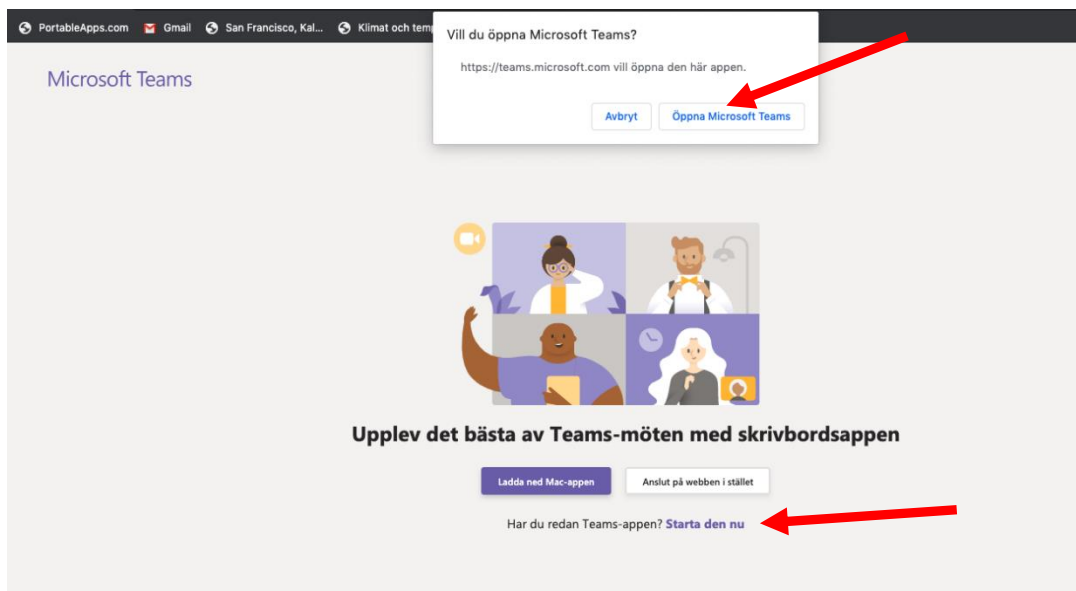 PortableApps.com Gmail San Francisco, Kal... Klimat och tem
Vill du öppna Microsoft Teams?
https://teams.microsoft.com vill öppna den här appen.
Avbryt Öppna Microsoft Teams
Microsoft Teams
Upplev det bästa av Teams-möten med skrivbordsappen
Ladda ned Mac-appen Anslut på webben i stället
Har du redan Teams-appen? Starta den nu